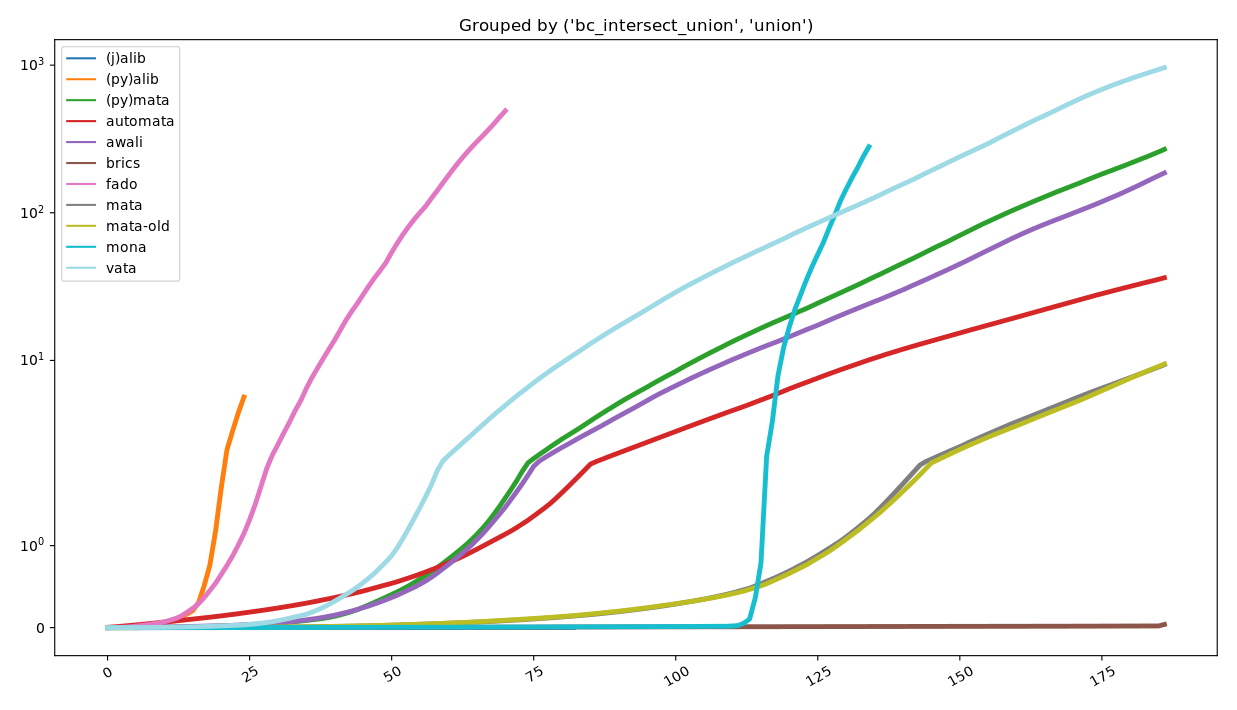 Grouped by ('bc_intersect_union', 'union')
10³
10²
10¹
10⁰
0
(j)alib
(py)alib
(py)mata
automata
awali
brics
fado
mata
mata-old
mona
vata
0
25
50
75
100
125
150
175